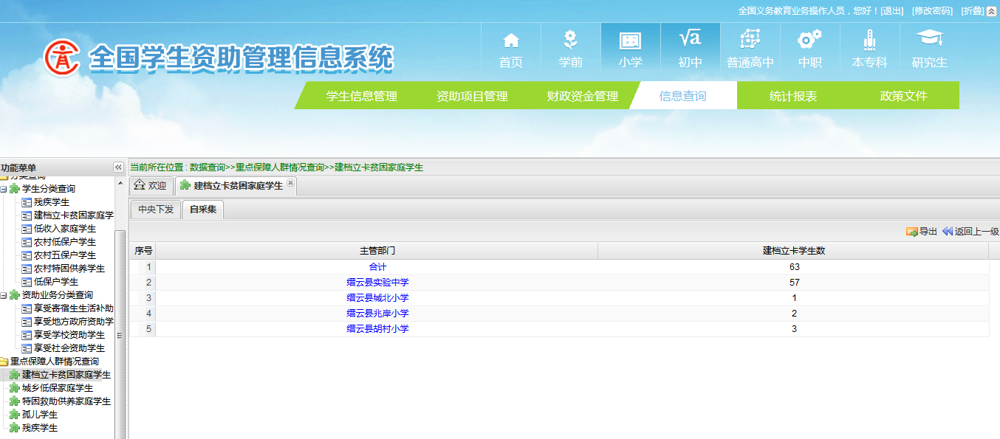 全国义务教育业务操作人员，您好！[退出] [修改密码] [折叠]
全国学生资助管理信息系统
首页 学前 小学 初中 普通高中 中职 本专科 研究生
学生信息管理 资助项目管理 财政资金管理 信息查询 统计报表 政策文件
功能菜单
分类查询
学生分类查询
残疾学生
建档立卡贫困家庭学
低收入家庭学生
农村低保户学生
农村五保户学生
农村特困供养学生
低保户学生
资助业务分类查询
享受寄宿生生活补助
享受地方政府资助学
享受学校资助学生
享受社会资助学生
重点保障人群情况查询
建档立卡贫困家庭学生
城乡低保家庭学生
特困救助供养家庭学生
孤儿学生
残疾学生
当前所在位置 : 数据查询>>重点保障人群情况查询>>建档立卡贫困家庭学生
欢迎 建档立卡贫困家庭学生
中央下发 自采集
导出 返回上一级
序号 主管部门 建档立卡学生数
1 合计 63
2 缙云县实验中学 57
3 缙云县城北小学 1
4 缙云县兆岸小学 2
5 缙云县胡村小学 3